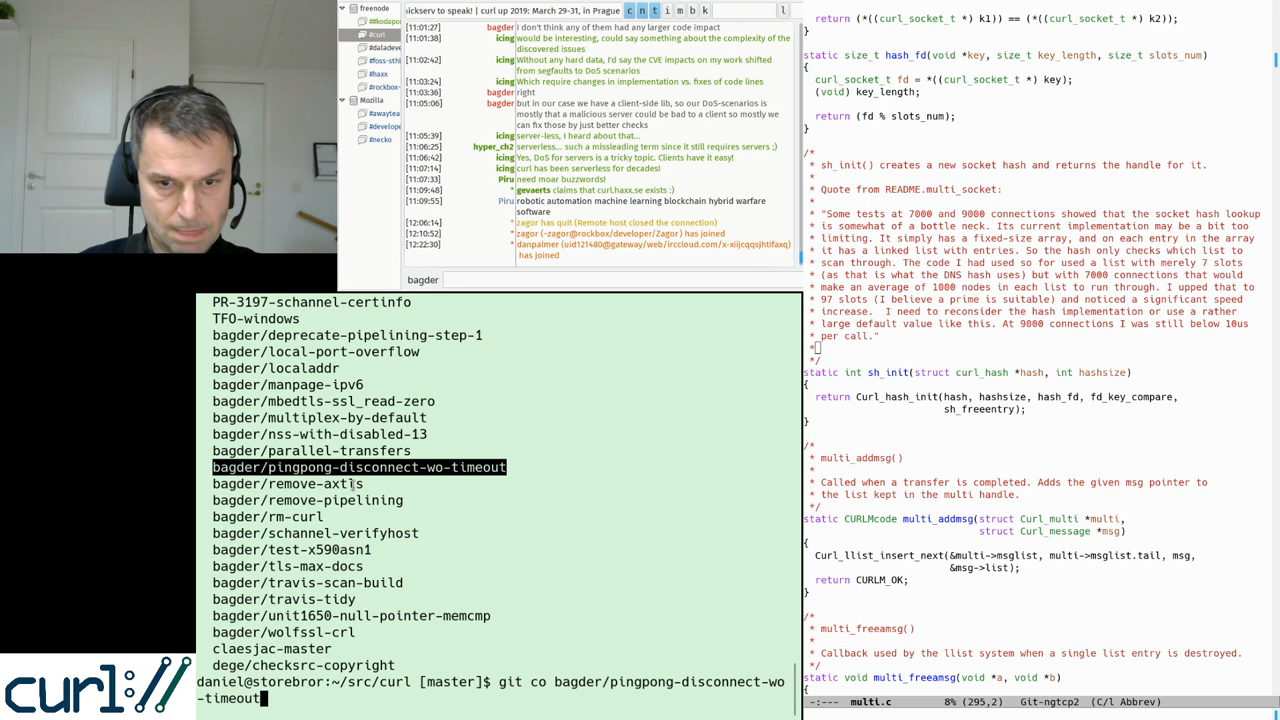 freenode
##kodapor
#curl
#daladev
#foss-sth
#haxx
#rockbox-
Mozilla
#awaytea
#develope
#necko
ickserv to speak! | curl up 2019: March 29-31, in Prague c n t i m b k l
[11:01:27] bagder I don't think any of them had any larger code impact
[11:01:38] icing would be interesting, could say something about the complexity of the
discovered issues
[11:02:42] icing Without any hard data, I'd say the CVE impacts on my work shifted
from segfaults to DoS scenarios
[11:03:24] icing Which require changes in implementation vs. fixes of code lines
[11:03:36] bagder right
[11:05:06] bagder but in our case we have a client-side lib, so our DoS-scenarios is
mostly that a malicious server could be bad to a client so mostly we
can fix those by just better checks
[11:05:39] icing server-less, I heard about that...
[11:06:25] hyper_ch2 serverless... such a misleading term since it still requires servers ;)
[11:06:42] icing Yes, DoS for servers is a tricky topic. Clients have it easy!
[11:07:14] icing curl has been serverless for decades!
[11:07:33] Piru need moar buzzwords!
[11:09:48] * gevaerts claims that curl.haxx.se exists :)
[11:09:55] Piru robotic automation machine learning blockchain hybrid warfare
software
[12:06:14] * zagor has quit (Remote host closed the connection)
[12:10:52] * zagor (~zagor@rockbox/developer/Zagor) has joined
[12:22:30] * danpalmer (uid121480@gateway/web/irccloud.com/x-xiijcqqsjhtifaxq)
has joined
bagder
PR-3197-schannel-certinfo
TFO-windows
bagder/deprecate-pipelining-step-1
bagder/local-port-overflow
bagder/localaddr
bagder/manpage-ipv6
bagder/mbedtls-ssl_read-zero
bagder/multiplex-by-default
bagder/nss-with-disabled-13
bagder/parallel-transfers
bagder/pingpong-disconnect-wo-timeout
bagder/remove-axtls
bagder/remove-pipelining
bagder/rm-curl
bagder/schannel-verifyhost
bagder/test-x590asn1
bagder/tls-max-docs
bagder/travis-scan-build
bagder/travis-tidy
bagder/unit1650-null-pointer-memcmp
bagder/wolfssl-crl
claesjac-master
dege/checksrc-copyright
daniel@storebror:~/src/curl [master]$ git co bagder/pingpong-disconnect-wo
-timeout
curl://
return (*((curl_socket_t *) k1)) == (*((curl_socket_t *) k2));
}
static size_t hash_fd(void *key, size_t key_length, size_t slots_num)
{
curl_socket_t fd = *((curl_socket_t *) key);
(void) key_length;
return (fd % slots_num);
}
/*
* sh_init() creates a new socket hash and returns the handle for it.
*
* Quote from README.multi_socket:
*
* "Some tests at 7000 and 9000 connections showed that the socket hash lookup
* is somewhat of a bottle neck. Its current implementation may be a bit too
* limiting. It simply has a fixed-size array, and on each entry in the array
* it has a linked list with entries. So the hash only checks which list to
* scan through. The code I had used so for used a list with merely 7 slots
* (as that is what the DNS hash uses) but with 7000 connections that would
* make an average of 1000 nodes in each list to run through. I upped that to
* 97 slots (I believe a prime is suitable) and noticed a significant speed
* increase.  I need to reconsider the hash implementation or use a rather
* large default value like this. At 9000 connections I was still below 10us
* per call."
*
*/
static int sh_init(struct curl_hash *hash, int hashsize)
{
return Curl_hash_init(hash, hashsize, hash_fd, fd_key_compare,
sh_freeentry);
}
/*
* multi_addmsg()
*
* Called when a transfer is completed. Adds the given msg pointer to
* the list kept in the multi handle.
*/
static CURLMcode multi_addmsg(struct Curl_multi *multi,
struct Curl_message *msg)
{
Curl_llist_insert_next(&multi->msglist, multi->msglist.tail, msg,
&msg->list);
return CURLM_OK;
}
/*
* multi_freeamsg()
*
* Callback used by the llist system when a single list entry is destroyed.
*/
static void multi_freeamsg(void *a, void *b)
{
-:--- multi.c 8% (295,2) Git-ngtcp2 (C/l Abbrev)